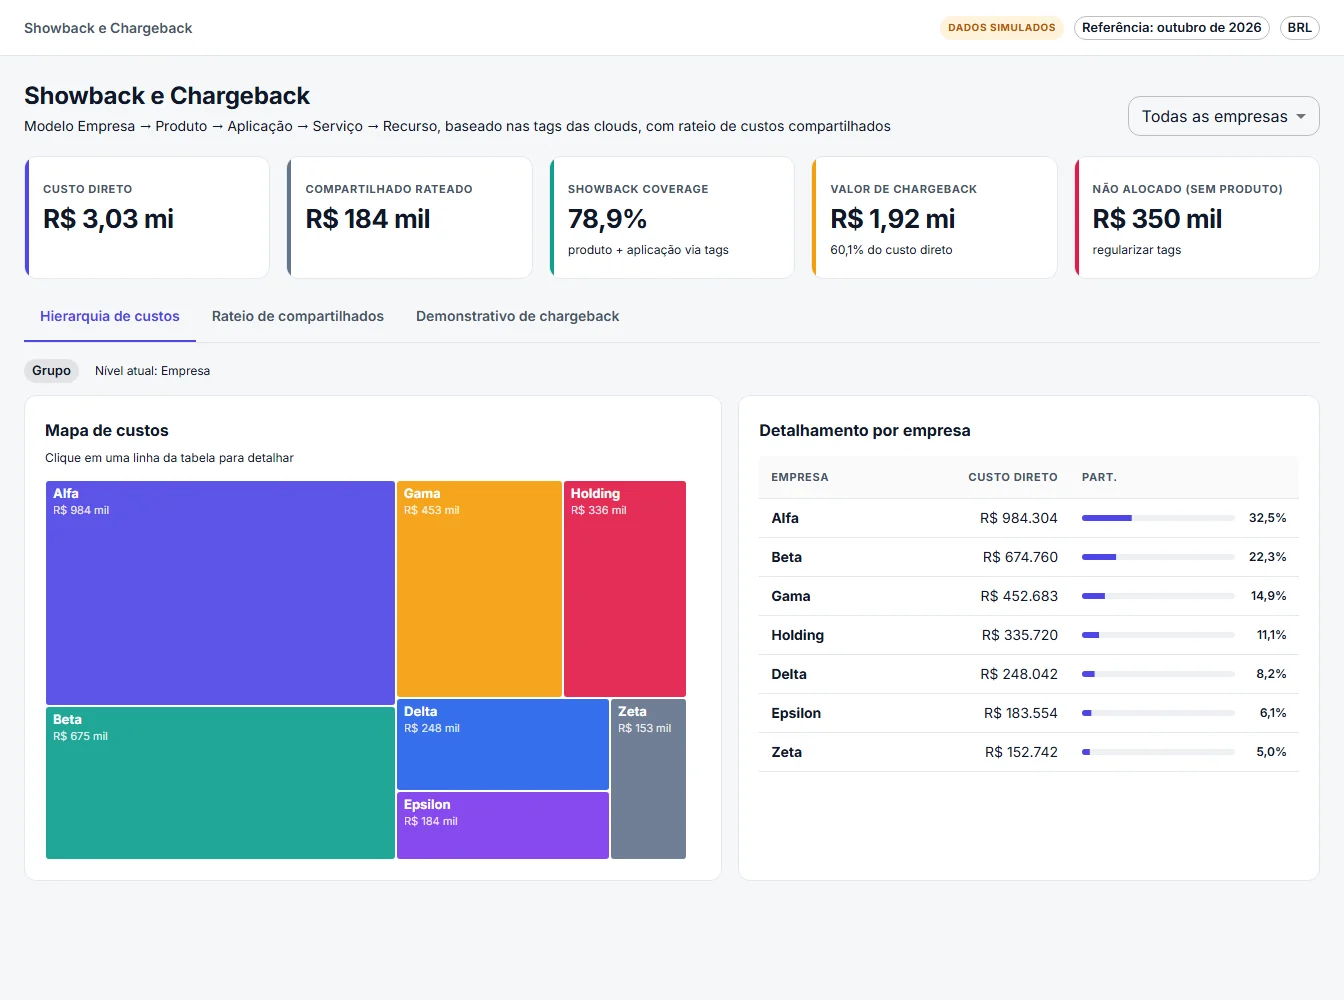 Showback e Chargeback
DADOS SIMULADOS
Referência: outubro de 2026
BRL
Showback e Chargeback
Modelo Empresa → Produto → Aplicação → Serviço → Recurso, baseado nas tags das clouds, com rateio de custos compartilhados
Todas as empresas
CUSTO DIRETO
R$ 3,03 mi
COMPARTILHADO RATEADO
R$ 184 mil
SHOWBACK COVERAGE
78,9%
produto + aplicação via tags
VALOR DE CHARGEBACK
R$ 1,92 mi
60,1% do custo direto
NÃO ALOCADO (SEM PRODUTO)
R$ 350 mil
regularizar tags
Hierarquia de custos
Rateio de compartilhados
Demonstrativo de chargeback
Grupo
Nível atual: Empresa
Mapa de custos
Clique em uma linha da tabela para detalhar
Alfa
R$ 984 mil
Gama
R$ 453 mil
Holding
R$ 336 mil
Beta
R$ 675 mil
Delta
R$ 248 mil
Zeta
R$ 153 mil
Epsilon
R$ 184 mil
Detalhamento por empresa
EMPRESA CUSTO DIRETO PART.
Alfa R$ 984.304 32,5%
Beta R$ 674.760 22,3%
Gama R$ 452.683 14,9%
Holding R$ 335.720 11,1%
Delta R$ 248.042 8,2%
Epsilon R$ 183.554 6,1%
Zeta R$ 152.742 5,0%